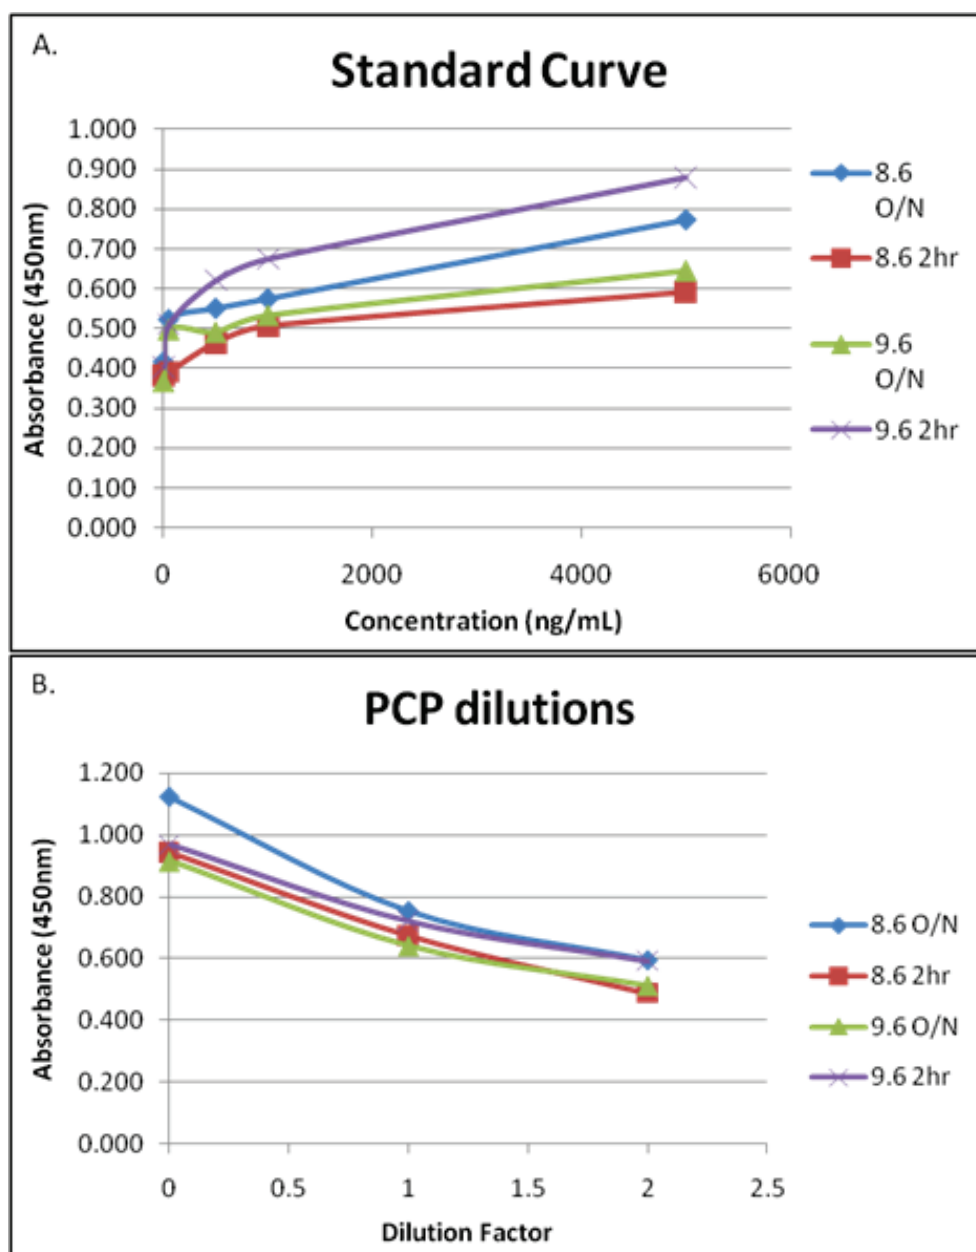 A.
Standard Curve
1.000
0.900
0.800
0.700
0.600
0.500
0.400
0.300
0.200
0.100
0.000
Absorbance (450nm)
0 2000 4000 6000
Concentration (ng/mL)
8.6
O/N
8.6 2hr
9.6
O/N
9.6 2hr
B.
PCP dilutions
1.200
1.000
0.800
0.600
0.400
0.200
0.000
Absorbance (450nm)
0 0.5 1 1.5 2 2.5
Dilution Factor
8.6 O/N
8.6 2hr
9.6 O/N
9.6 2hr